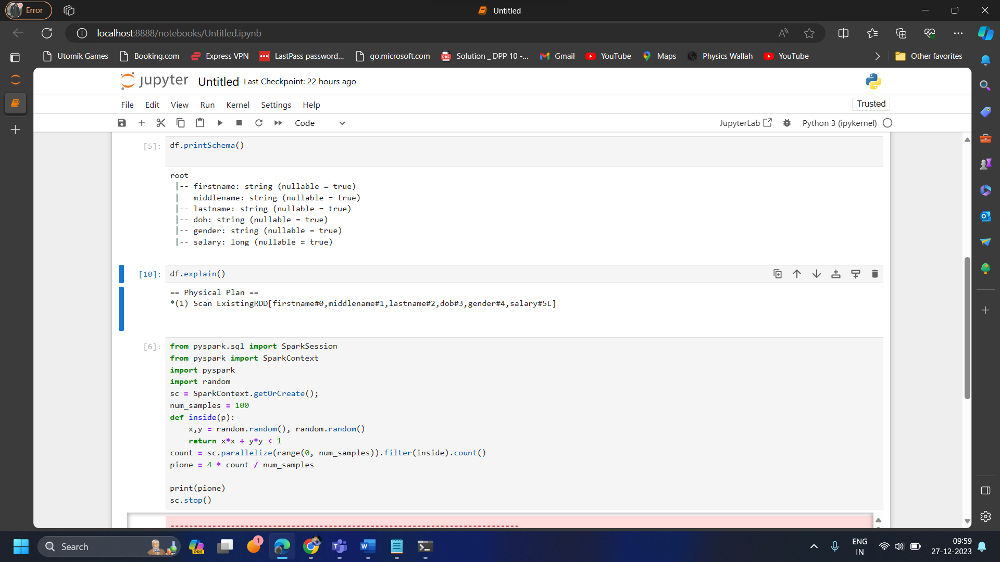 Error
Untitled
localhost:8888/notebooks/Untitled.ipynb
Utomik Games
Booking.com
Express VPN
LastPass password...
go.microsoft.com
Solution _ DPP 10 -...
Gmail
YouTube
Maps
Physics Wallah
YouTube
Other favorites
jupyter Untitled Last Checkpoint: 22 hours ago
File Edit View Run Kernel Settings Help
Trusted
Code
JupyterLab
Python 3 (ipykernel)
[5]: df.printSchema()
root
 |-- firstname: string (nullable = true)
 |-- middlename: string (nullable = true)
 |-- lastname: string (nullable = true)
 |-- dob: string (nullable = true)
 |-- gender: string (nullable = true)
 |-- salary: long (nullable = true)
[10]: df.explain()
== Physical Plan ==
*(1) Scan ExistingRDD[firstname#0,middlename#1,lastname#2,dob#3,gender#4,salary#5L]
[6]: from pyspark.sql import SparkSession
from pyspark import SparkContext
import pyspark
import random
sc = SparkContext.getOrCreate();
num_samples = 100
def inside(p):
    x,y = random.random(), random.random()
    return x*x + y*y < 1
count = sc.parallelize(range(0, num_samples)).filter(inside).count()
pione = 4 * count / num_samples
print(pione)
sc.stop()
---------------------------------------------------------------------------
Search
PRE
1
ENG
IN
09:59
27-12-2023